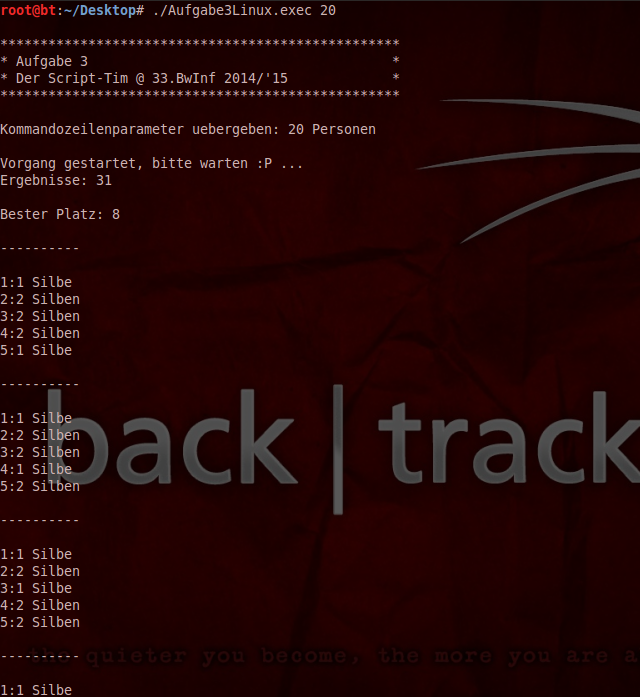 root@bt:~/Desktop# ./Aufgabe3Linux.exec 20
**************************************************
* Aufgabe 3                                      *
* Der Script-Tim @ 33.BwInf 2014/'15             *
**************************************************
Kommandozeilenparameter uebergeben: 20 Personen
Vorgang gestartet, bitte warten :P ...
Ergebnisse: 31
Bester Platz: 8
----------
1:1 Silbe
2:2 Silben
3:2 Silben
4:2 Silben
5:1 Silbe
----------
1:1 Silbe
2:2 Silben
3:2 Silben
4:1 Silbe
5:2 Silben
back | track
----------
1:1 Silbe
2:2 Silben
3:1 Silbe
4:2 Silben
5:2 Silben
----------
the quieter you become, the more you are a
1:1 Silbe